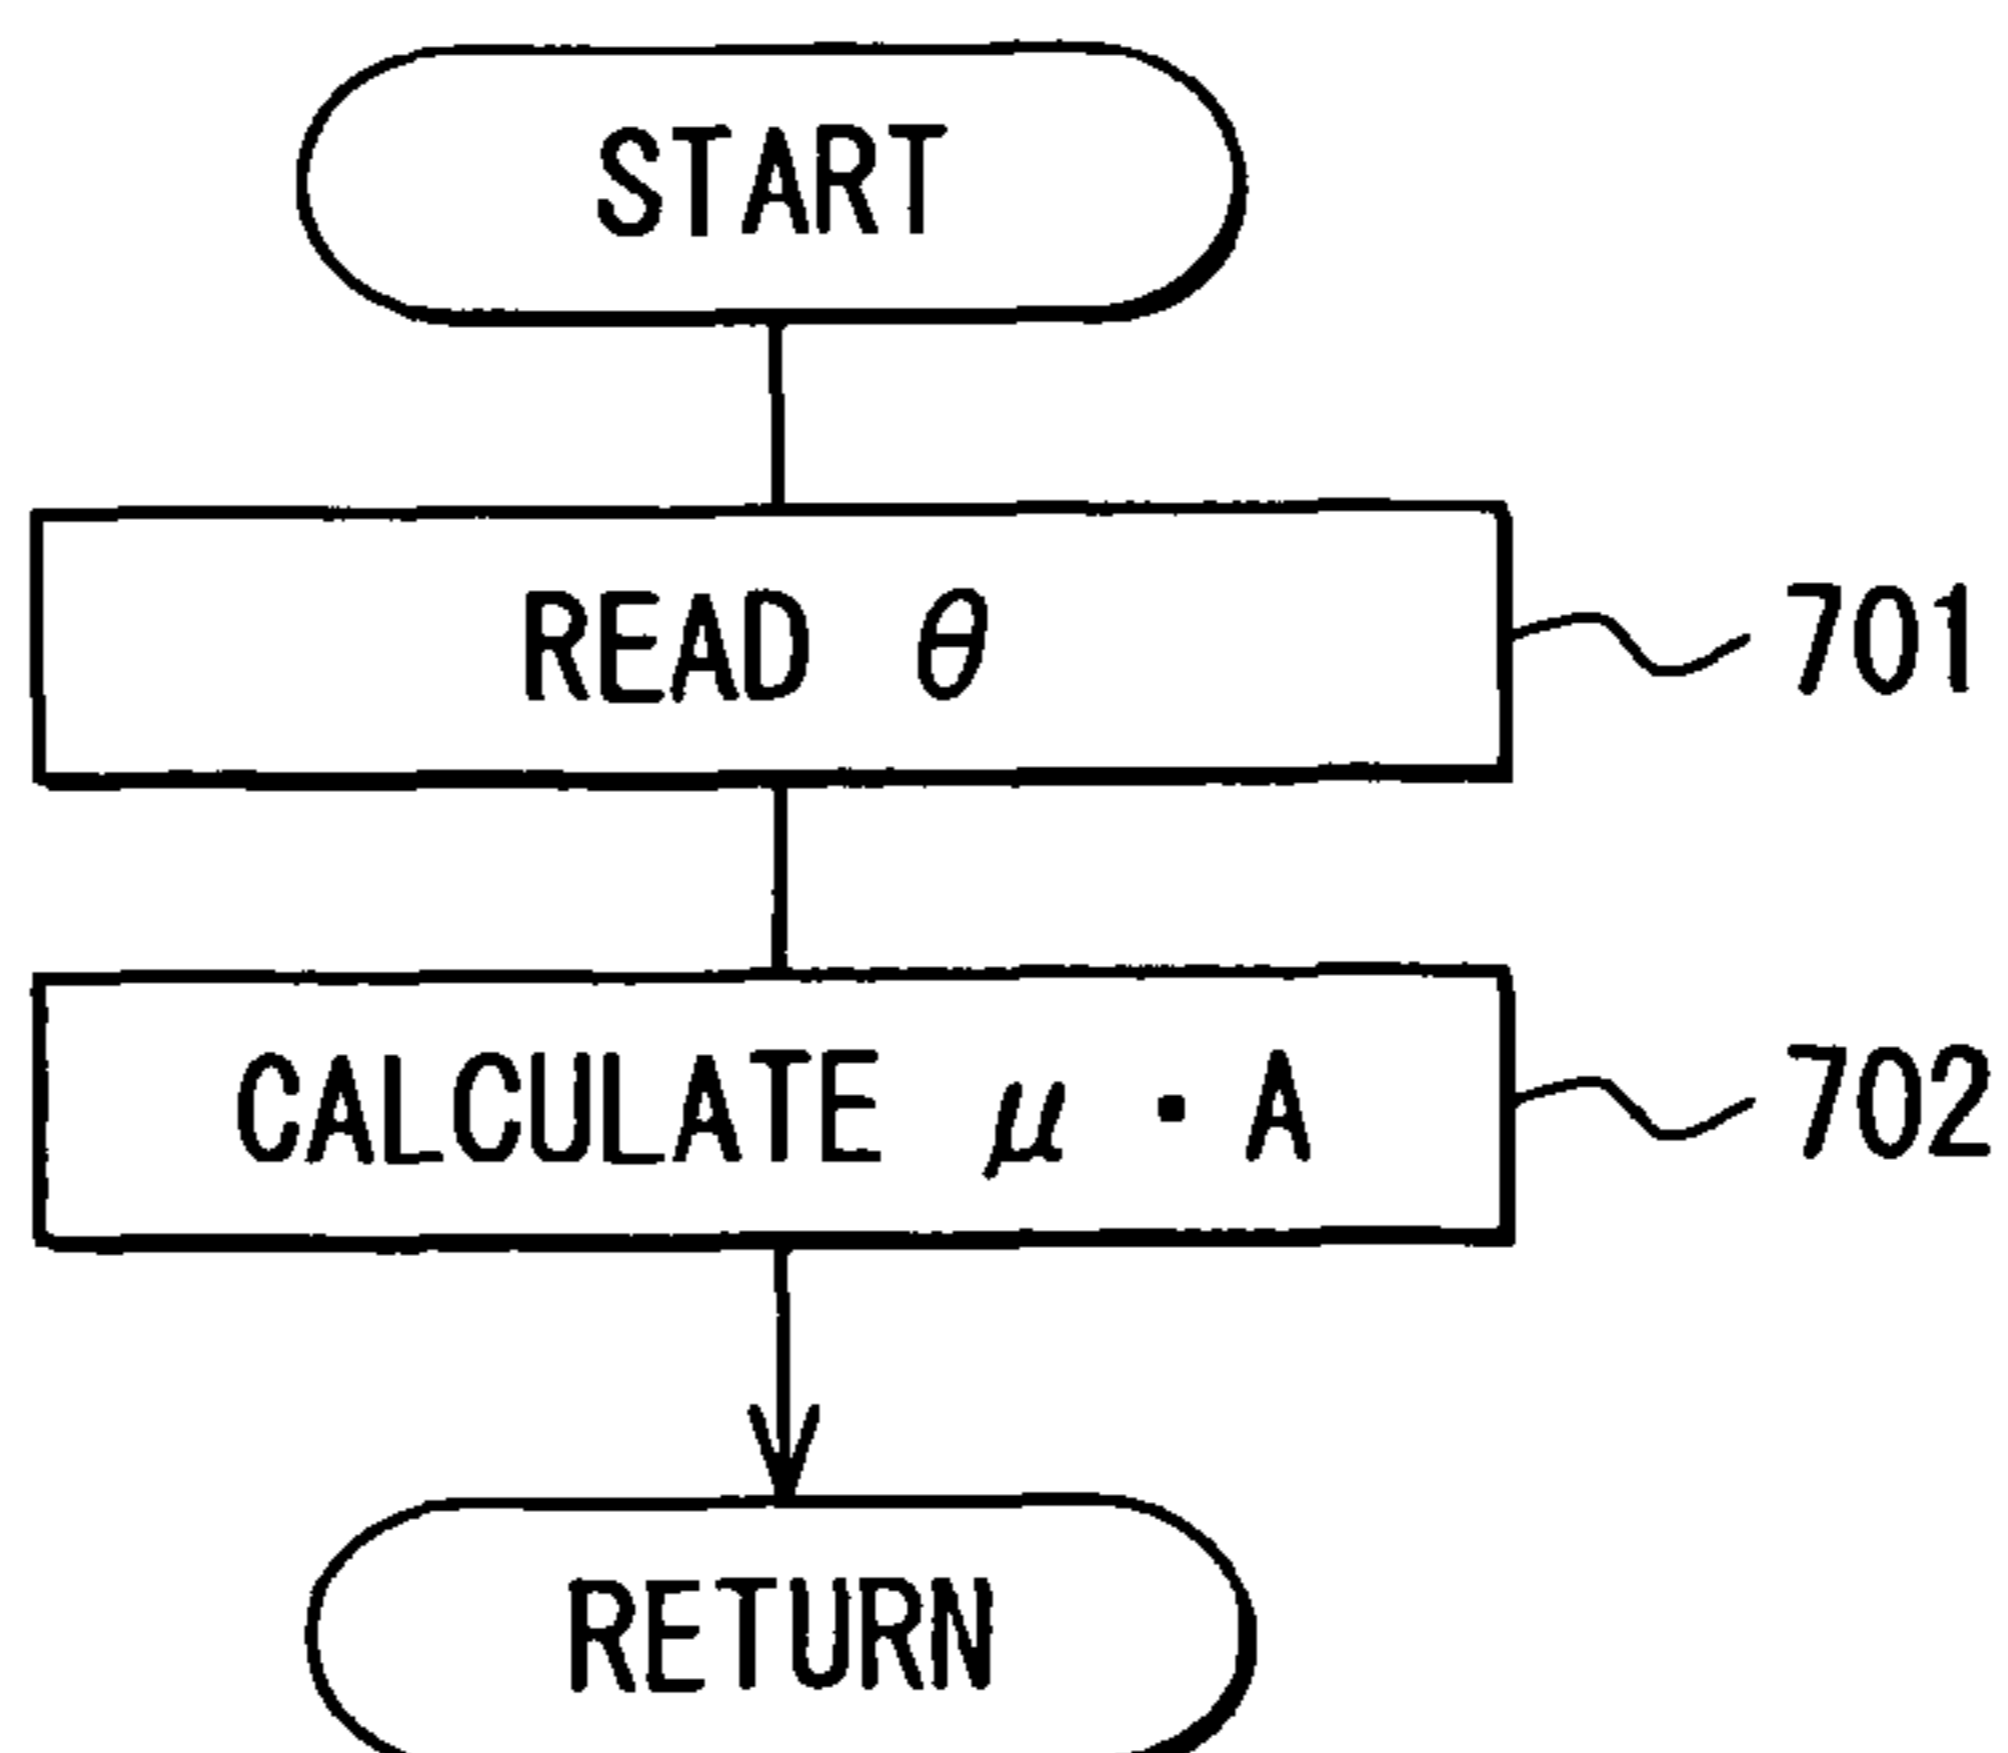 START
READ θ 701
CALCULATE μ · A 702
RETURN